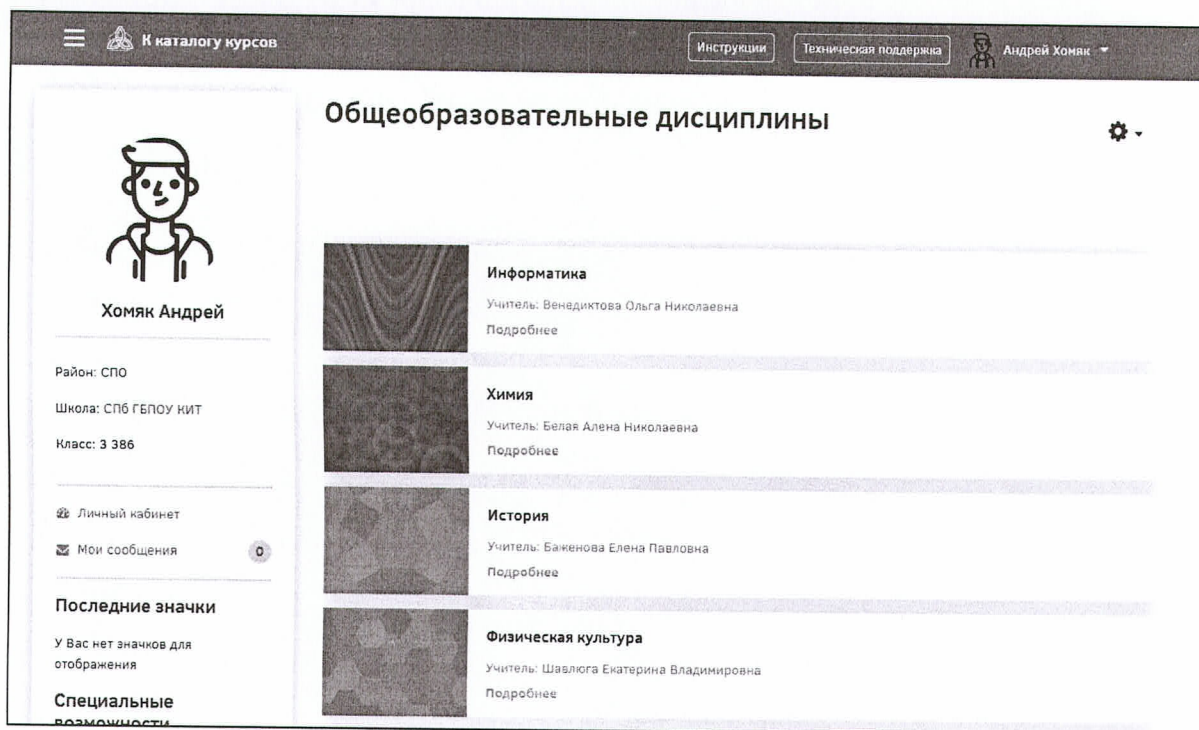 К каталогу курсов
Инструкции
Техническая поддержка
Андрей Хомяк
Хомяк Андрей
Район: СПО
Школа: СПб ГБПОУ КИТ
Класс: 3 386
Личный кабинет
Мои сообщения 0
Последние значки
У Вас нет значков для
отображения
Специальные
возможности
Общеобразовательные дисциплины
Информатика
Учитель: Венедиктова Ольга Николаевна
Подробнее
Химия
Учитель: Белая Алена Николаевна
Подробнее
История
Учитель: Баженова Елена Павловна
Подробнее
Физическая культура
Учитель: Шавлюга Екатерина Владимировна
Подробнее